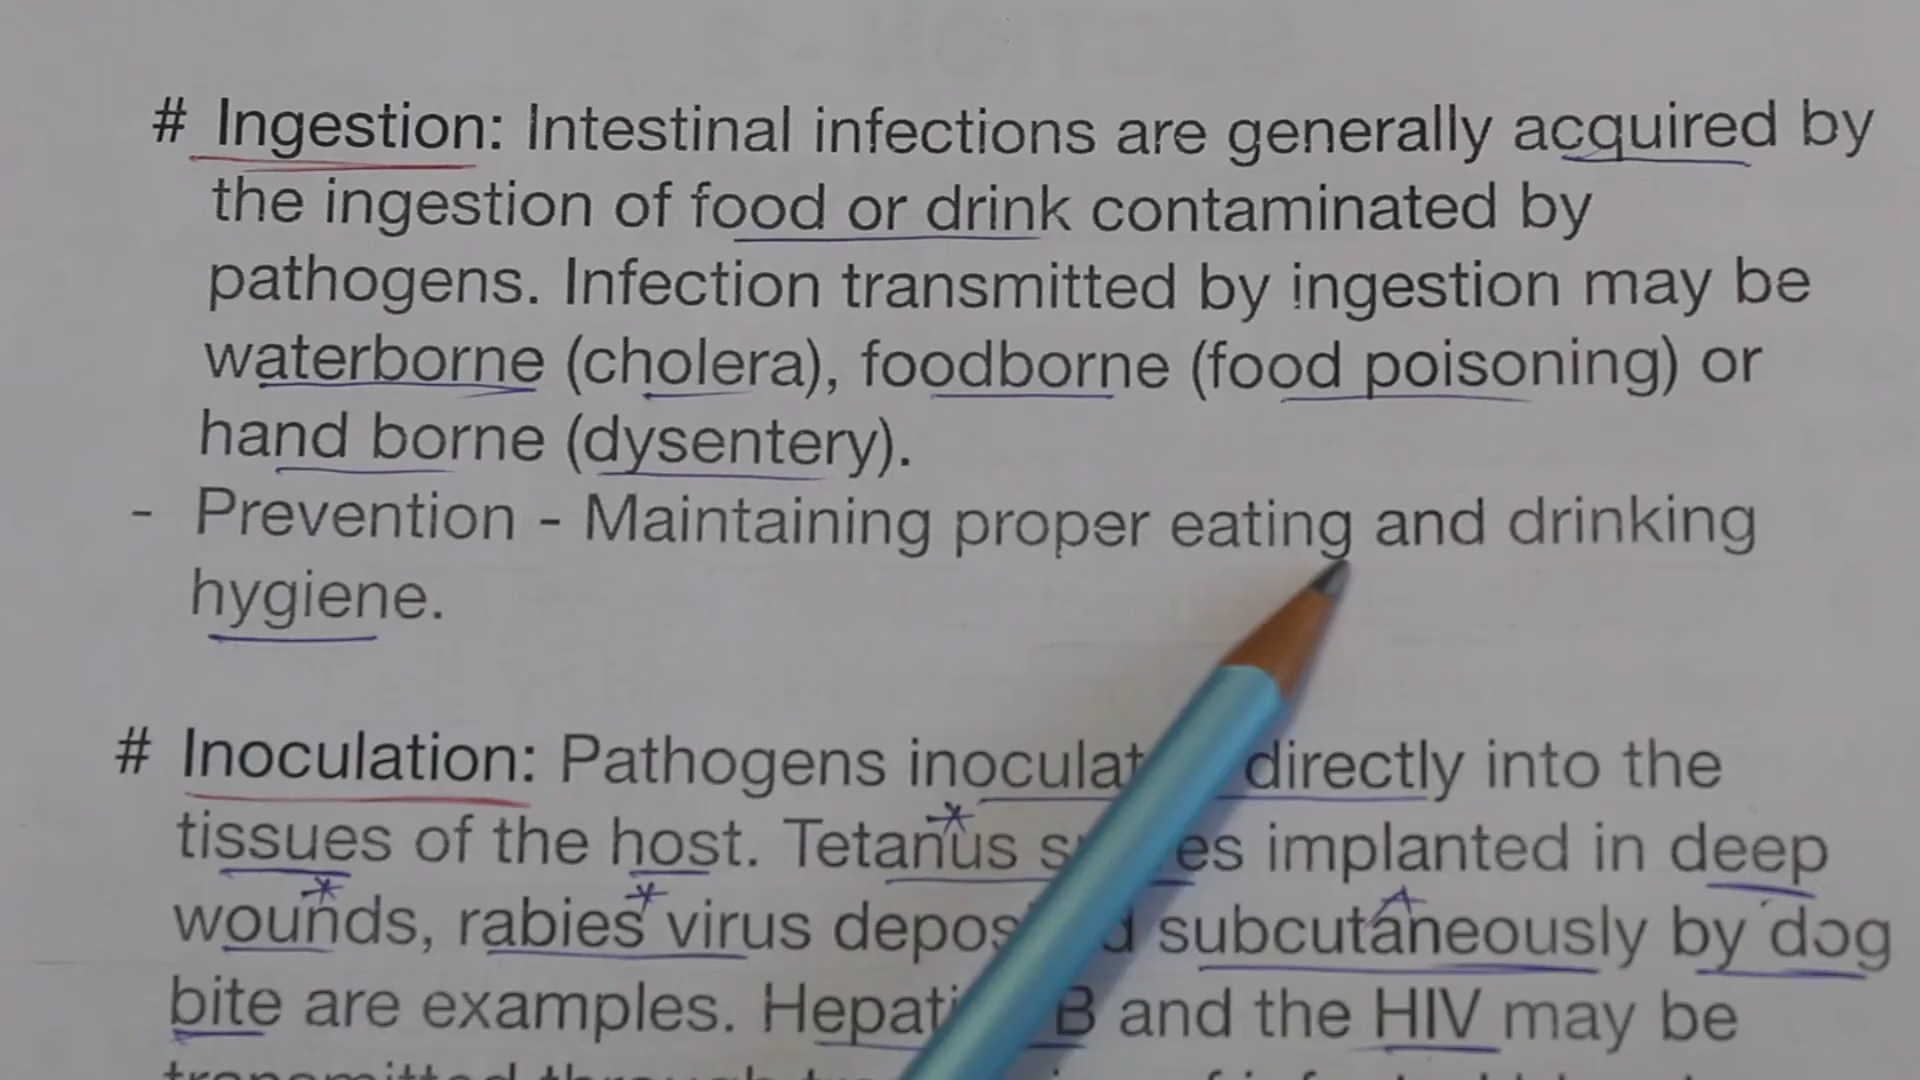 # Ingestion: Intestinal infections are generally acquired by
the ingestion of food or drink contaminated by
pathogens. Infection transmitted by ingestion may be
waterborne (cholera), foodborne (food poisoning) or
hand borne (dysentery).
- Prevention - Maintaining proper eating and drinking
hygiene.
# Inoculation: Pathogens directly into the
tissues of the host. Tetanus implanted in deep
wounds, rabies virus subcutaneously by dog
bite are examples. B and the HIV may be